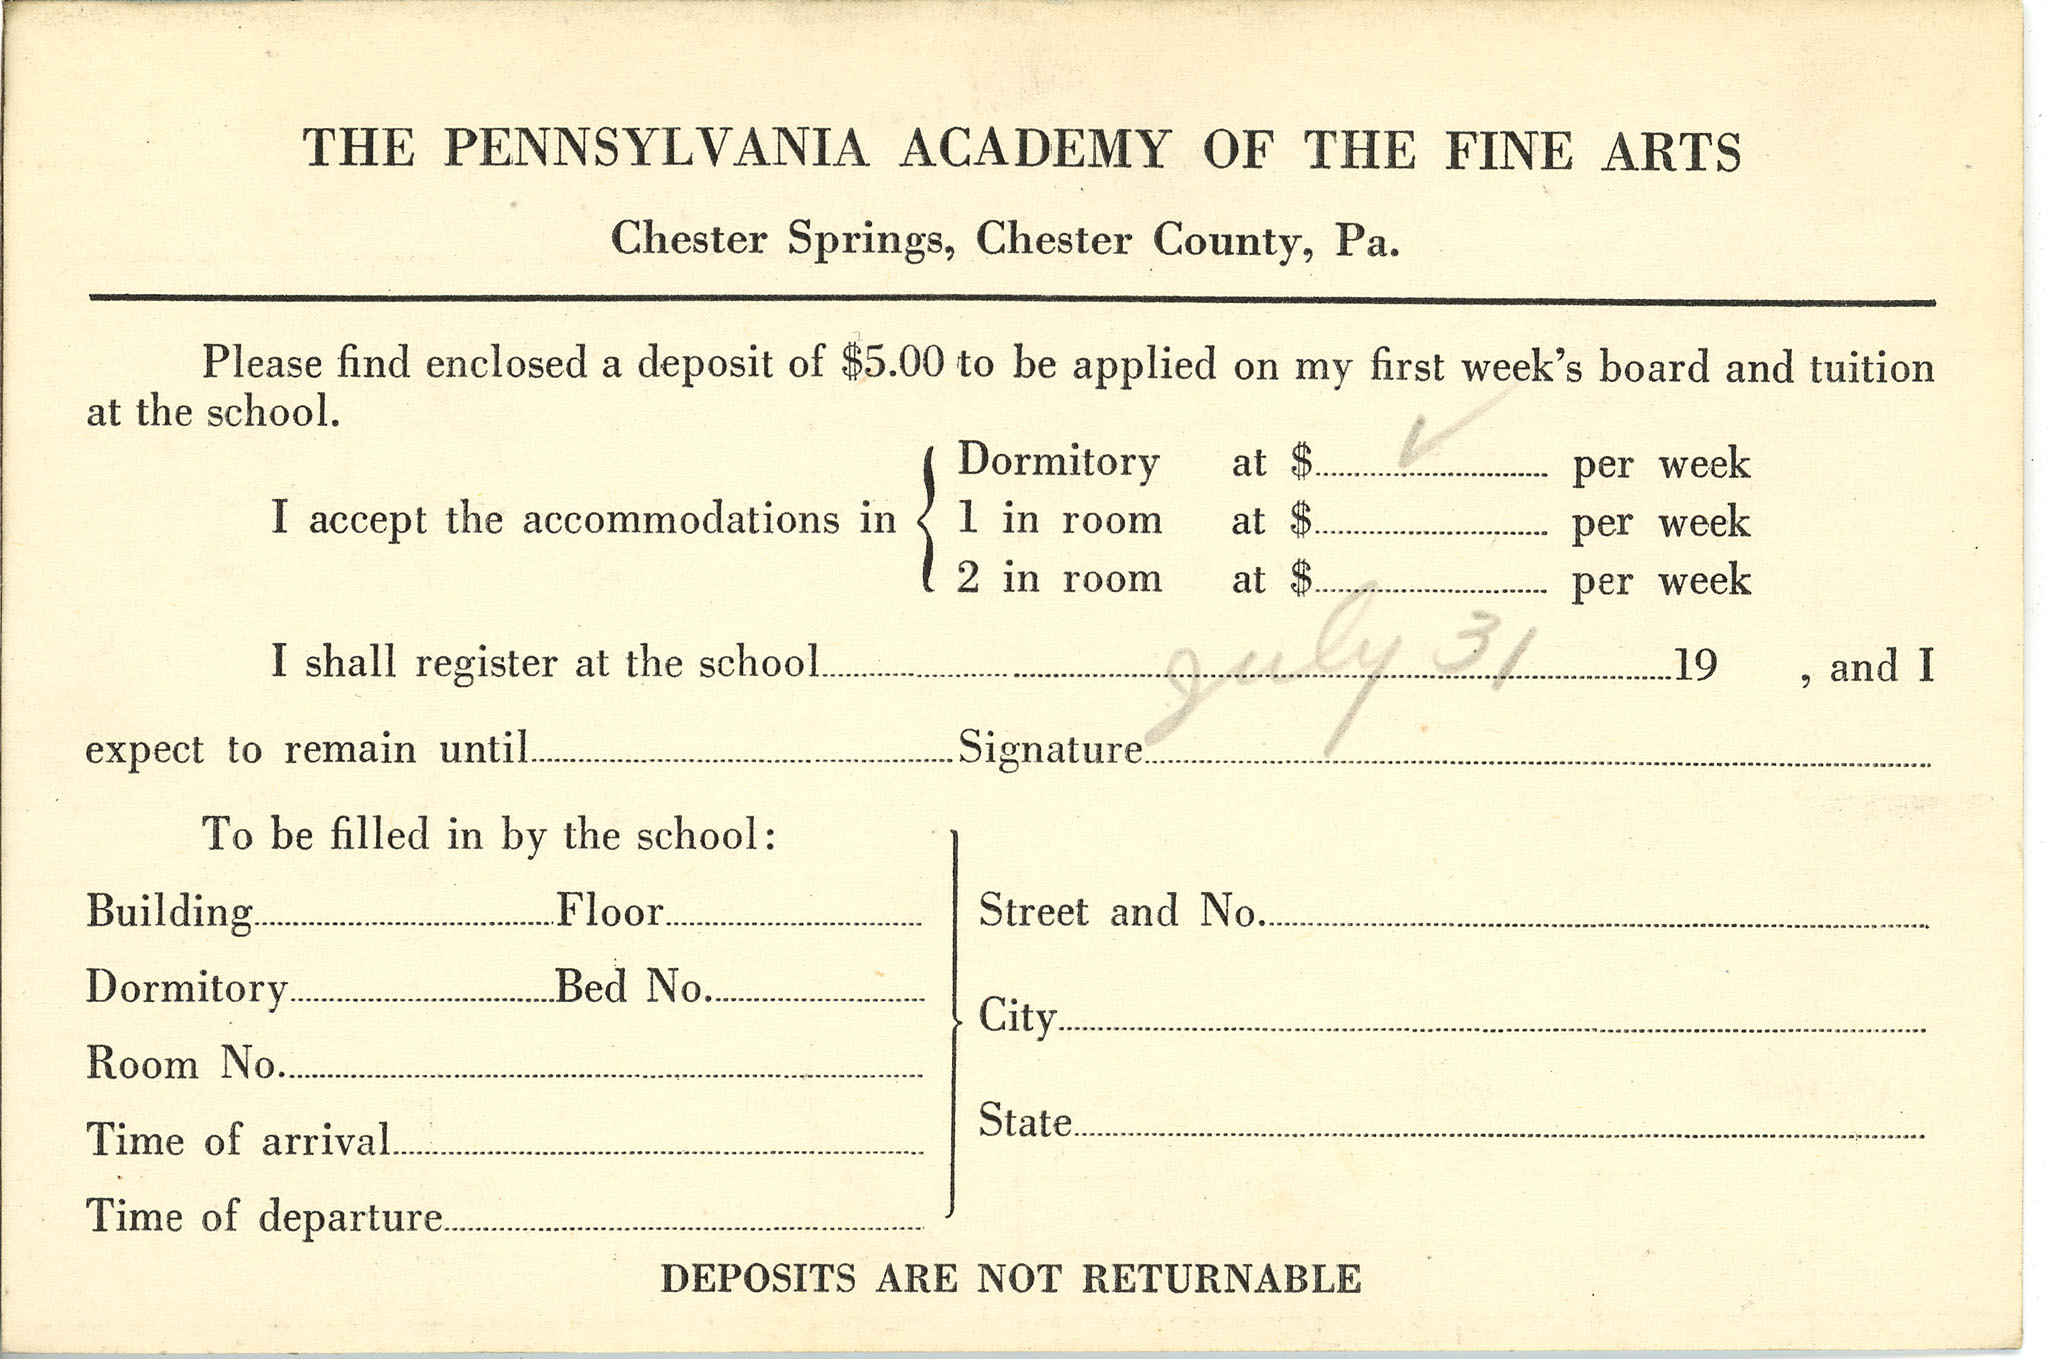 THE PENNSYLVANIA ACADEMY OF THE FINE ARTS
Chester Springs, Chester County, Pa.
Please find enclosed a deposit of $5.00 to be applied on my first week's board and tuition
at the school.
I accept the accommodations in
Dormitory at $ ✓ per week
1 in room at $ per week
2 in room at $ per week
I shall register at the school July 31 19 , and I
expect to remain until Signature
To be filled in by the school:
Building Floor
Dormitory Bed No.
Room No.
Time of arrival
Time of departure
Street and No.
City
State
DEPOSITS ARE NOT RETURNABLE